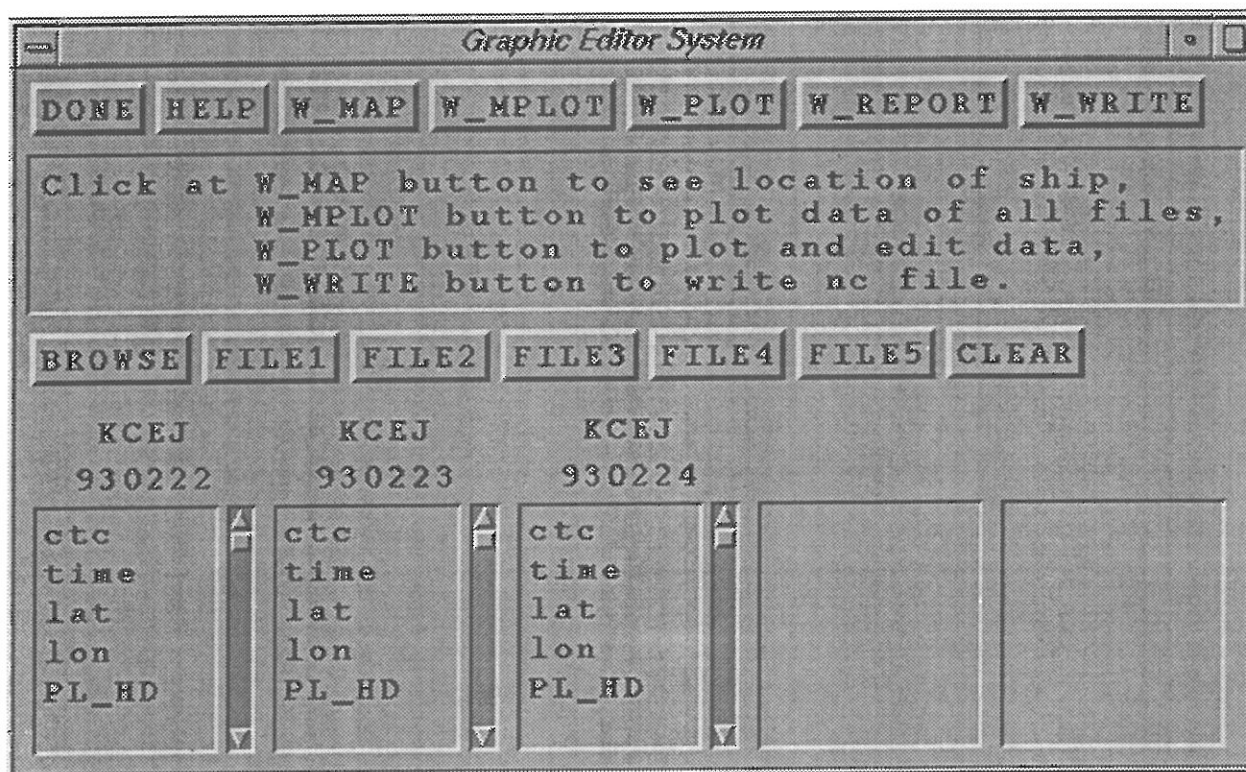 Graphic Editor System
DONE HELP W_MAP W_MPLOT W_PLOT W_REPORT W_WRITE
Click at W_MAP button to see location of ship,
W_MPLOT button to plot data of all files,
W_PLOT button to plot and edit data,
W_WRITE button to write nc file.
BROWSE FILE1 FILE2 FILE3 FILE4 FILE5 CLEAR
KCEJ KCEJ KCEJ
930222 930223 930224
ctc ctc ctc
time time time
lat lat lat
lon lon lon
PL_HD PL_HD PL_HD